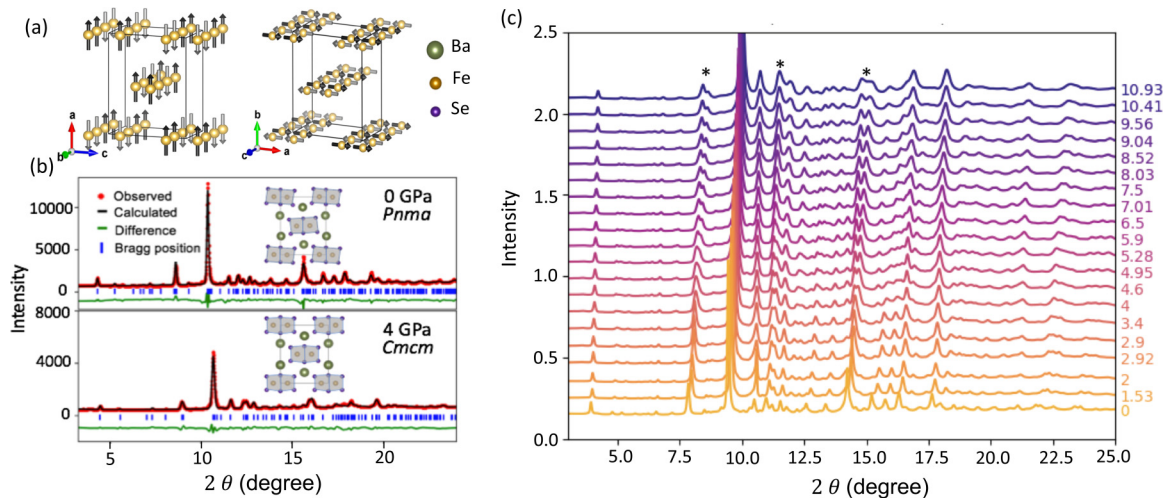 (a)
a
b
c
b
c
a
Ba
Fe
Se
(b)
Intensity
10000
5000
0
8000
4000
0
Observed
Calculated
Difference
Bragg position
0 GPa
Pnma
4 GPa
Cmcm
5
10
15
20
2 θ (degree)
(c)
Intensity
2.5
2.0
1.5
1.0
0.5
0.0
* * *
10.93
10.41
9.56
9.04
8.52
8.03
7.5
7.01
6.5
5.9
5.28
4.95
4.6
4
3.4
2.9
2.92
2
1.53
0
5.0 7.5 10.0 12.5 15.0 17.5 20.0 22.5 25.0
2 θ (degree)